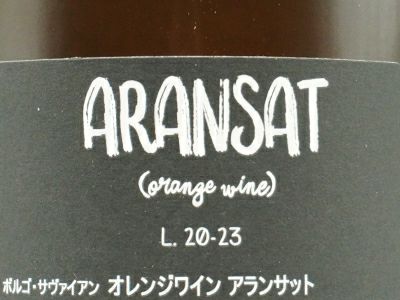 ARANSAT
(orange wine)
L. 20-23
ボルゴ・サヴァイアン オレンジワイン アランサット